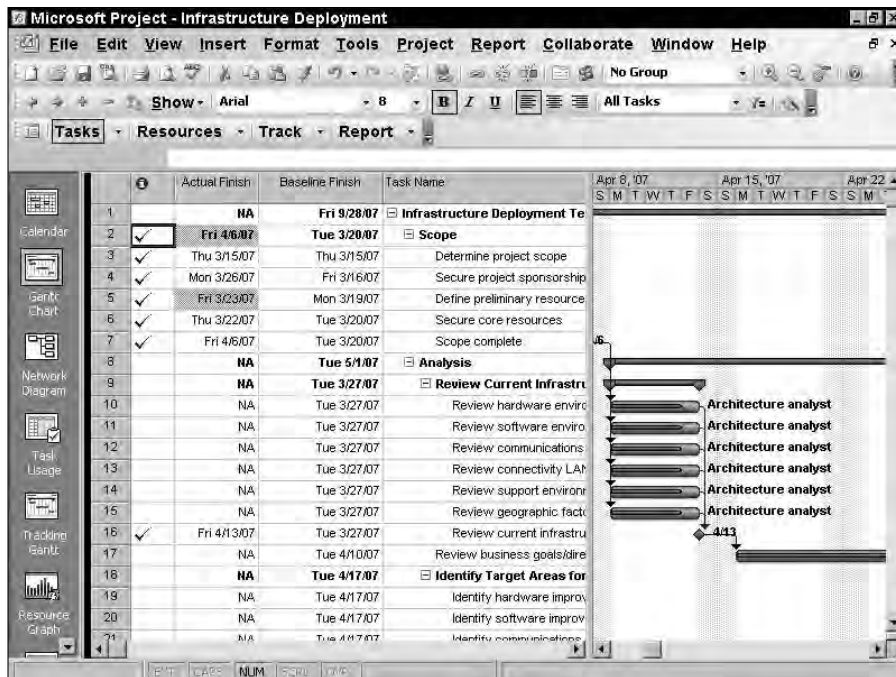 Microsoft Project - Infrastructure Deployment
File Edit View Insert Format Tools Project Report Collaborate Window Help
No Group
Show Arial 8 B I U All Tasks
Tasks Resources Track Report
Actual Finish Baseline Finish Task Name Apr 8, '07 Apr 15, '07 Apr 22
S M T W T F S S M T W T F S S M
1 NA Fri 9/28/07 Infrastructure Deployment Te
2 Fri 4/6/07 Tue 3/20/07 Scope
3 Thu 3/15/07 Thu 3/15/07 Determine project scope
4 Mon 3/26/07 Fri 3/16/07 Secure project sponsorship
5 Fri 3/23/07 Mon 3/19/07 Define preliminary resource
6 Thu 3/22/07 Tue 3/20/07 Secure core resources
7 Fri 4/6/07 Tue 3/20/07 Scope complete /6
8 NA Tue 5/1/07 Analysis
9 NA Tue 3/27/07 Review Current Infrastru
10 NA Tue 3/27/07 Review hardware enviro Architecture analyst
11 NA Tue 3/27/07 Review software enviro Architecture analyst
12 NA Tue 3/27/07 Review communications Architecture analyst
13 NA Tue 3/27/07 Review connectivity LAN Architecture analyst
14 NA Tue 3/27/07 Review support environm Architecture analyst
15 NA Tue 3/27/07 Review geographic facto Architecture analyst
16 Fri 4/13/07 Tue 3/27/07 Review current infrastru 4/13
17 NA Tue 4/10/07 Review business goals/dire
18 NA Tue 4/17/07 Identify Target Areas for
19 NA Tue 4/17/07 Identify hardware improv
20 NA Tue 4/17/07 Identify software improv
21 NA Tue 4/17/07 Identify communications
Calendar
Gantt Chart
Network Diagram
Task Usage
Tracking Gantt
Resource Graph
EXT CAPS NUM SCRL OVR